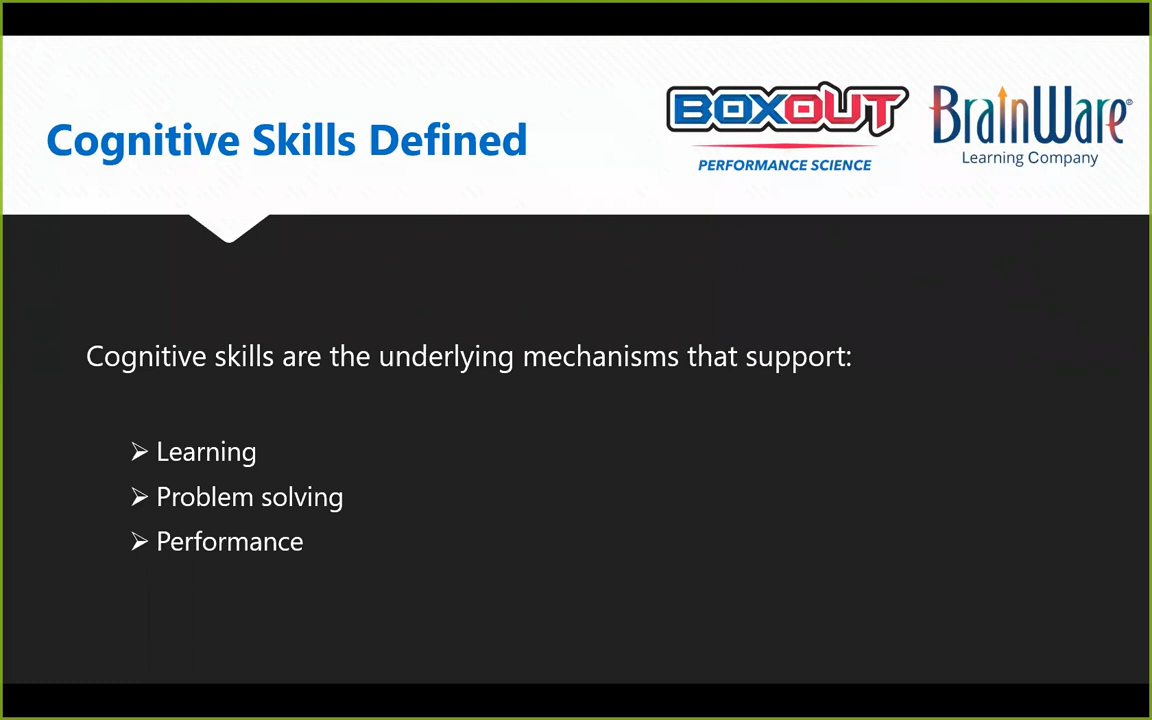 Cognitive Skills Defined
BOXOUT
PERFORMANCE SCIENCE
BrainWare®
Learning Company
Cognitive skills are the underlying mechanisms that support:
➢ Learning
➢ Problem solving
➢ Performance